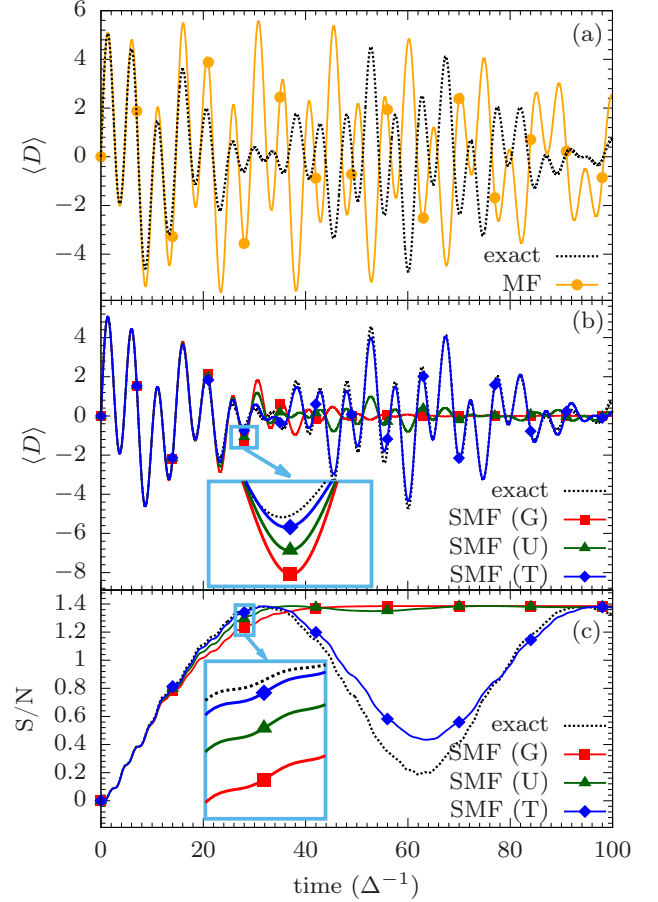 (a)
6
4
2
0
−2
−4
⟨D⟩
exact
MF
(b)
4
2
0
−2
−4
−6
−8
⟨D⟩
exact
SMF (G)
SMF (U)
SMF (T)
(c)
1.4
1.2
1
0.8
0.6
0.4
0.2
0
S/N
exact
SMF (G)
SMF (U)
SMF (T)
0 20 40 60 80 100
time (Δ⁻¹)